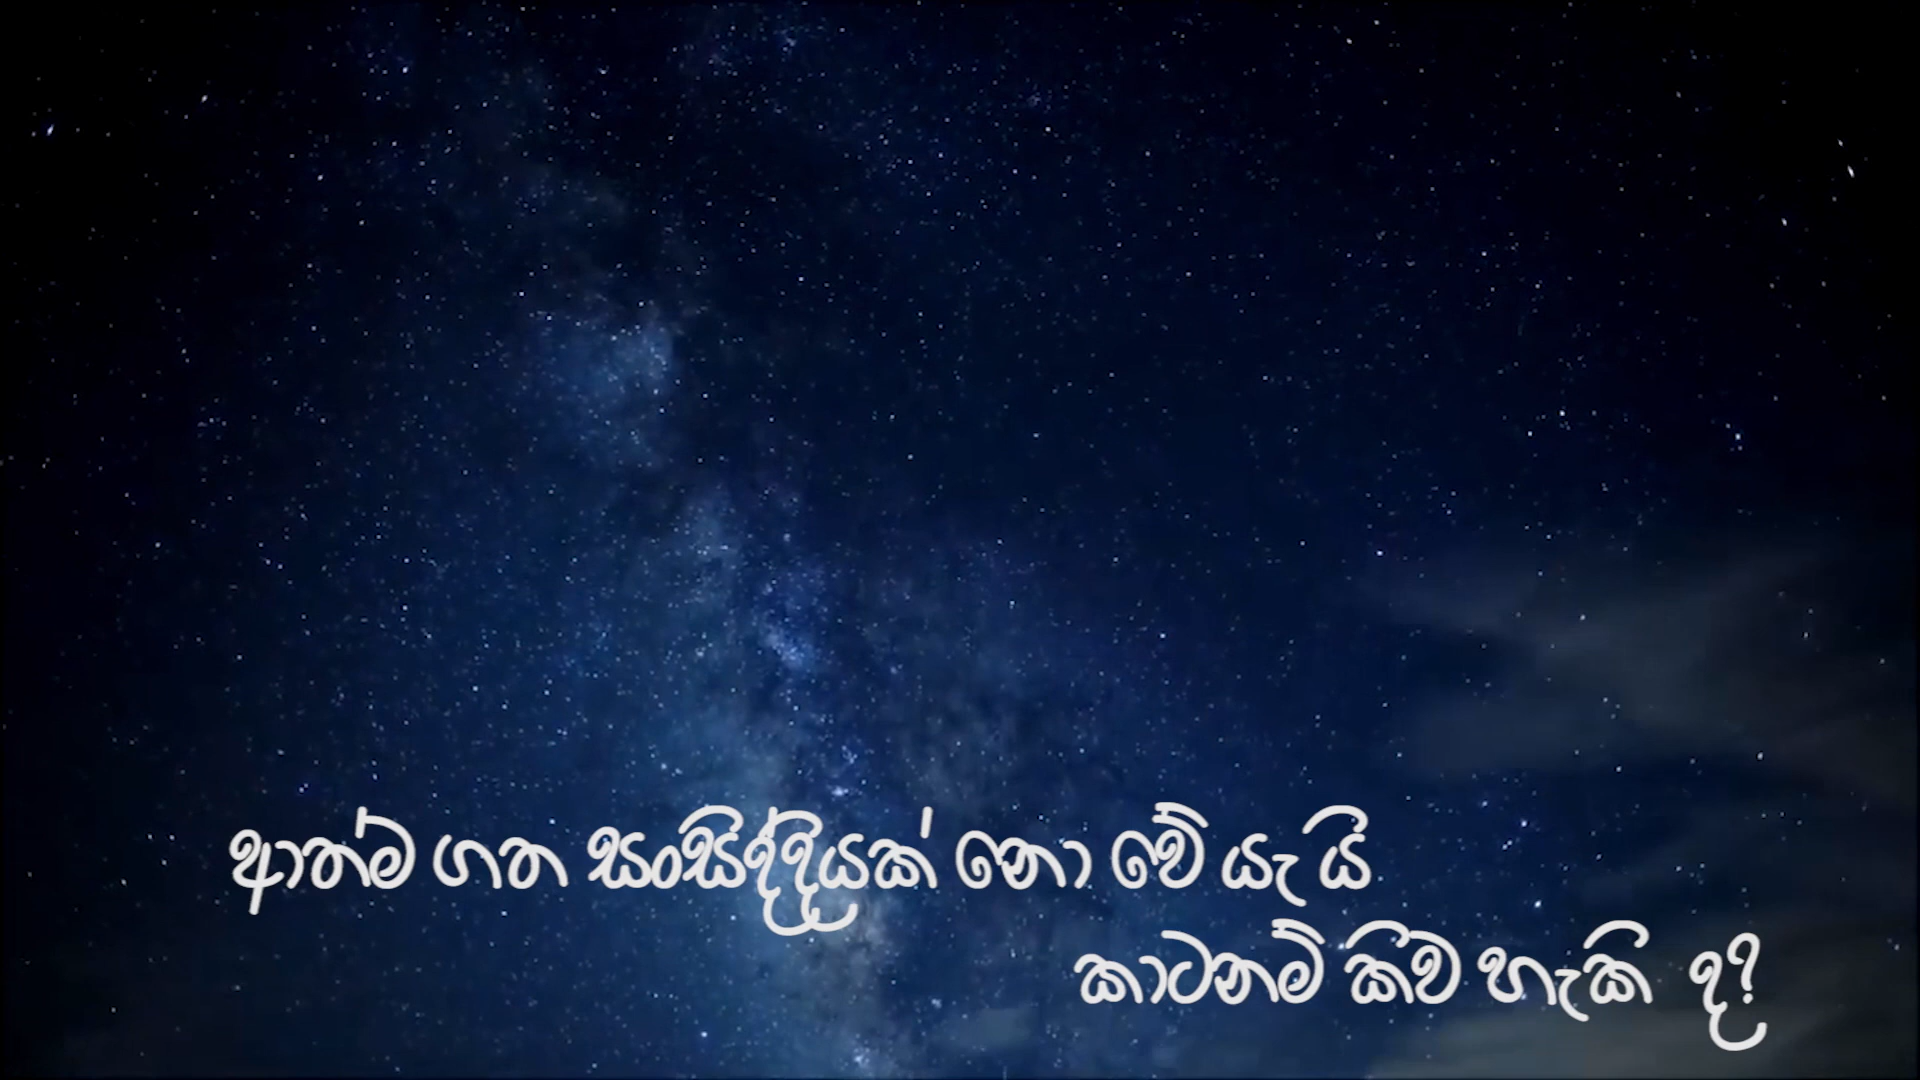 ආත්ම ගත සංසිද්දියක් නො වේ යැ යි
කාටනම් කිව හැකි ද?